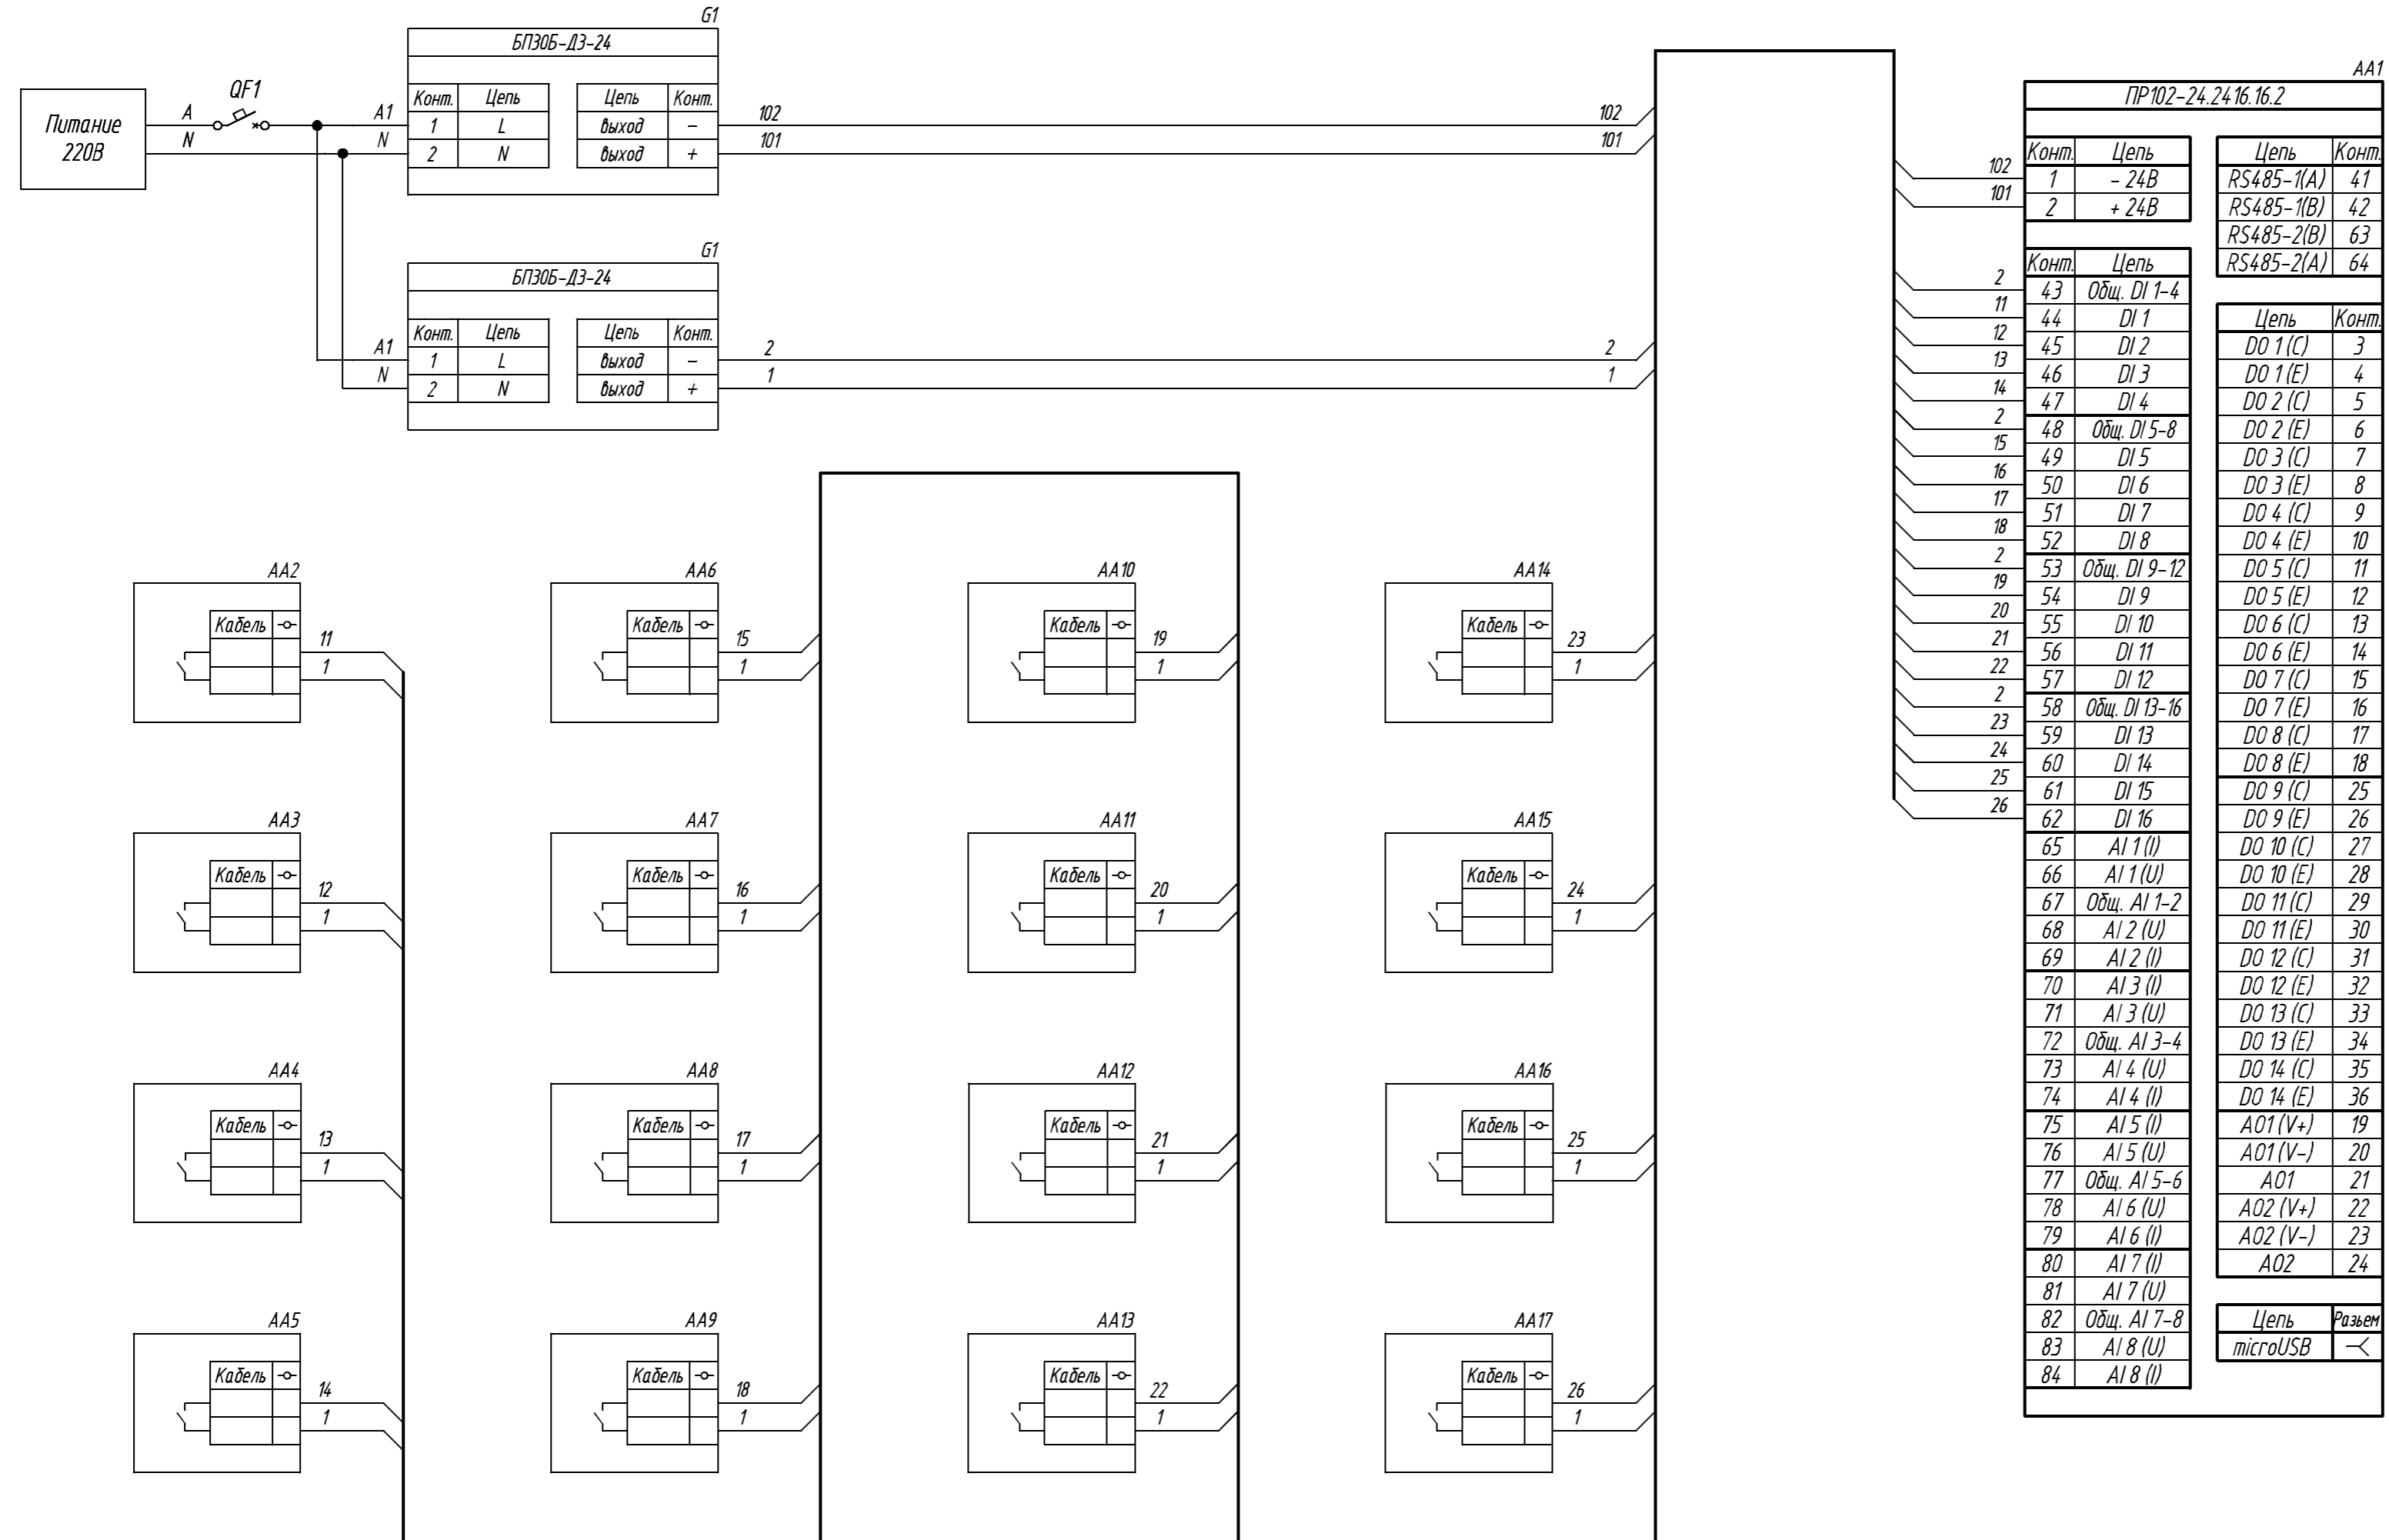 G1
БП30Б-Д3-24
Конт. Цепь Цепь Конт.
1 L выход -
2 N выход +
Питание
220В
QF1
A
N
A1
N
102
101
102
101
G1
БП30Б-Д3-24
Конт. Цепь Цепь Конт.
1 L выход -
2 N выход +
A1
N
2
1
2
1
AA2
Кабель
11
1
AA6
Кабель
15
1
AA10
Кабель
19
1
AA14
Кабель
23
1
AA3
Кабель
12
1
AA7
Кабель
16
1
AA11
Кабель
20
1
AA15
Кабель
24
1
AA4
Кабель
13
1
AA8
Кабель
17
1
AA12
Кабель
21
1
AA16
Кабель
25
1
AA5
Кабель
14
1
AA9
Кабель
18
1
AA13
Кабель
22
1
AA17
Кабель
26
1
AA1
ПР102-24.2416.16.2
Конт. Цепь
102 1 - 24В
101 2 + 24В
Конт. Цепь
2 43 Общ. DI 1-4
11 44 DI 1
12 45 DI 2
13 46 DI 3
14 47 DI 4
2 48 Общ. DI 5-8
15 49 DI 5
16 50 DI 6
17 51 DI 7
18 52 DI 8
2 53 Общ. DI 9-12
19 54 DI 9
20 55 DI 10
21 56 DI 11
22 57 DI 12
2 58 Общ. DI 13-16
23 59 DI 13
24 60 DI 14
25 61 DI 15
26 62 DI 16
65 AI 1 (I)
66 AI 1 (U)
67 Общ. AI 1-2
68 AI 2 (U)
69 AI 2 (I)
70 AI 3 (I)
71 AI 3 (U)
72 Общ. AI 3-4
73 AI 4 (U)
74 AI 4 (I)
75 AI 5 (I)
76 AI 5 (U)
77 Общ. AI 5-6
78 AI 6 (U)
79 AI 6 (I)
80 AI 7 (I)
81 AI 7 (U)
82 Общ. AI 7-8
83 AI 8 (U)
84 AI 8 (I)
Цепь Конт.
RS485-1(A) 41
RS485-1(B) 42
RS485-2(B) 63
RS485-2(A) 64
Цепь Конт.
DO 1 (C) 3
DO 1 (E) 4
DO 2 (C) 5
DO 2 (E) 6
DO 3 (C) 7
DO 3 (E) 8
DO 4 (C) 9
DO 4 (E) 10
DO 5 (C) 11
DO 5 (E) 12
DO 6 (C) 13
DO 6 (E) 14
DO 7 (C) 15
DO 7 (E) 16
DO 8 (C) 17
DO 8 (E) 18
DO 9 (C) 25
DO 9 (E) 26
DO 10 (C) 27
DO 10 (E) 28
DO 11 (C) 29
DO 11 (E) 30
DO 12 (C) 31
DO 12 (E) 32
DO 13 (C) 33
DO 13 (E) 34
DO 14 (C) 35
DO 14 (E) 36
AO1 (V+) 19
AO1 (V-) 20
AO1 21
AO2 (V+) 22
AO2 (V-) 23
AO2 24
Цепь Разьем
microUSB